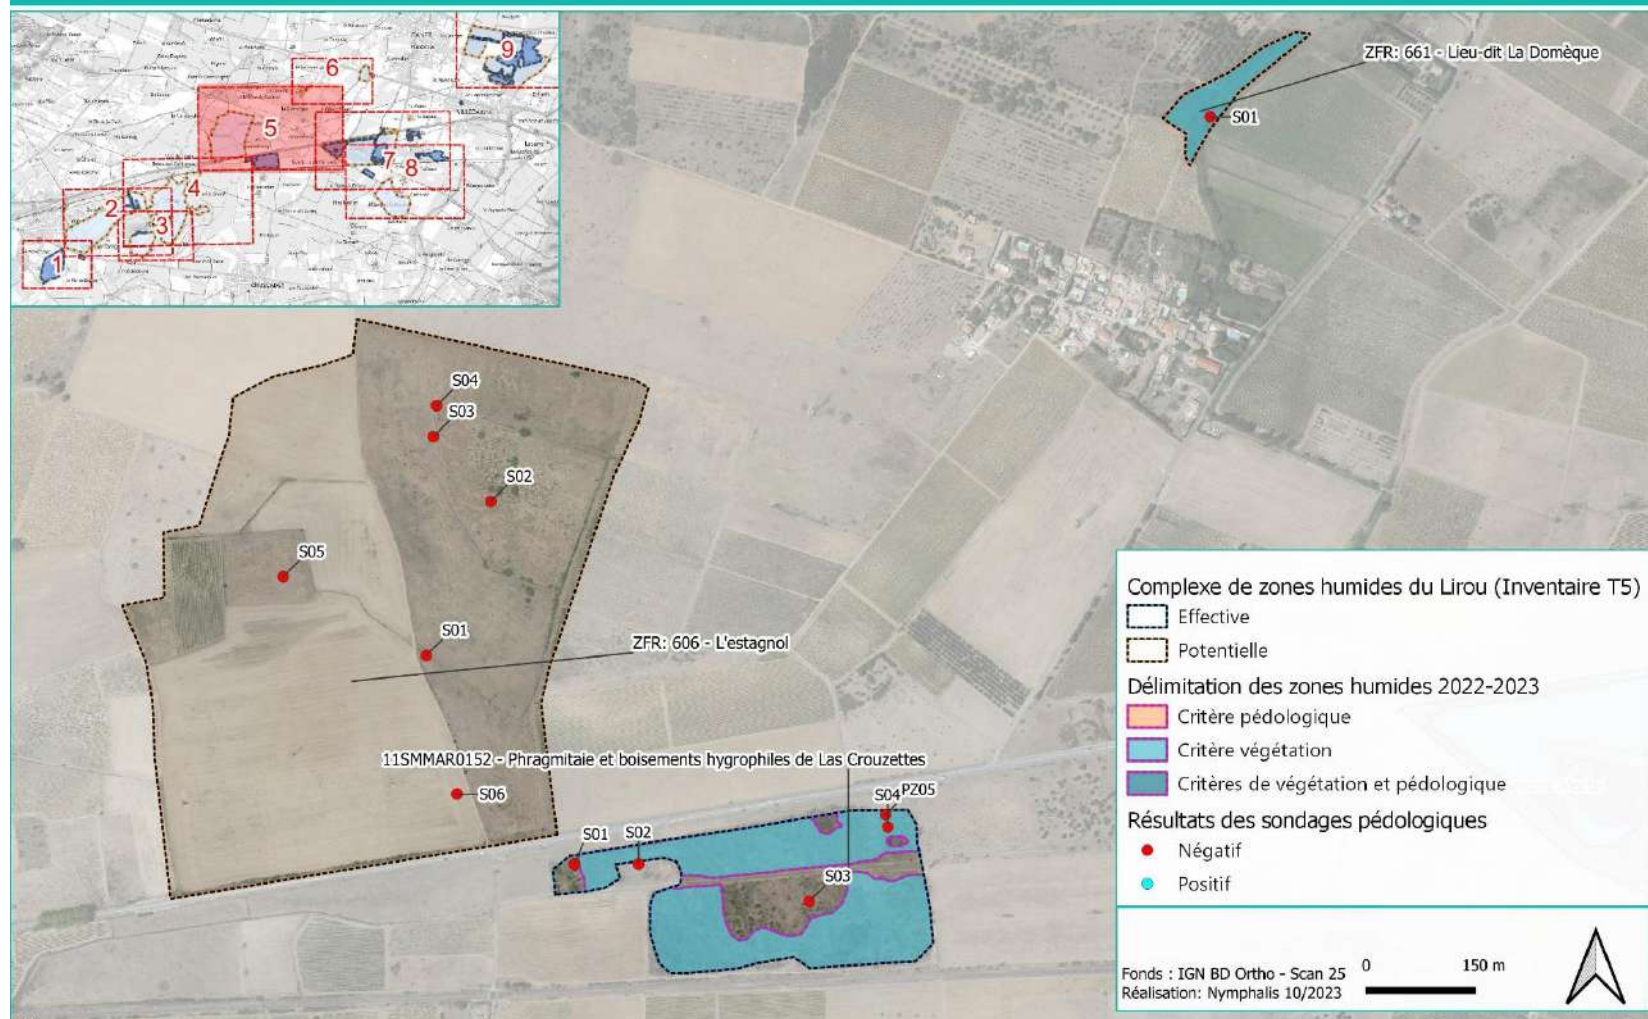 6
9
5
7
8
4
2
3
1
ZFR: 661 - Lieu-dit La Domèque
S01
S04
S03
S02
S05
S01
ZFR: 606 - L'estagnol
11SMMAR0152 - Phragmitaie et boisements hygrophiles de Las Crouzettes
S06
S04 PZ05
S01
S02
S03
Complexe de zones humides du Lirou (Inventaire T5)
Effective
Potentielle
Délimitation des zones humides 2022-2023
Critère pédologique
Critère végétation
Critères de végétation et pédologique
Résultats des sondages pédologiques
Négatif
Positif
Fonds : IGN BD Ortho - Scan 25
Réalisation: Nymphalis 10/2023
0 150 m